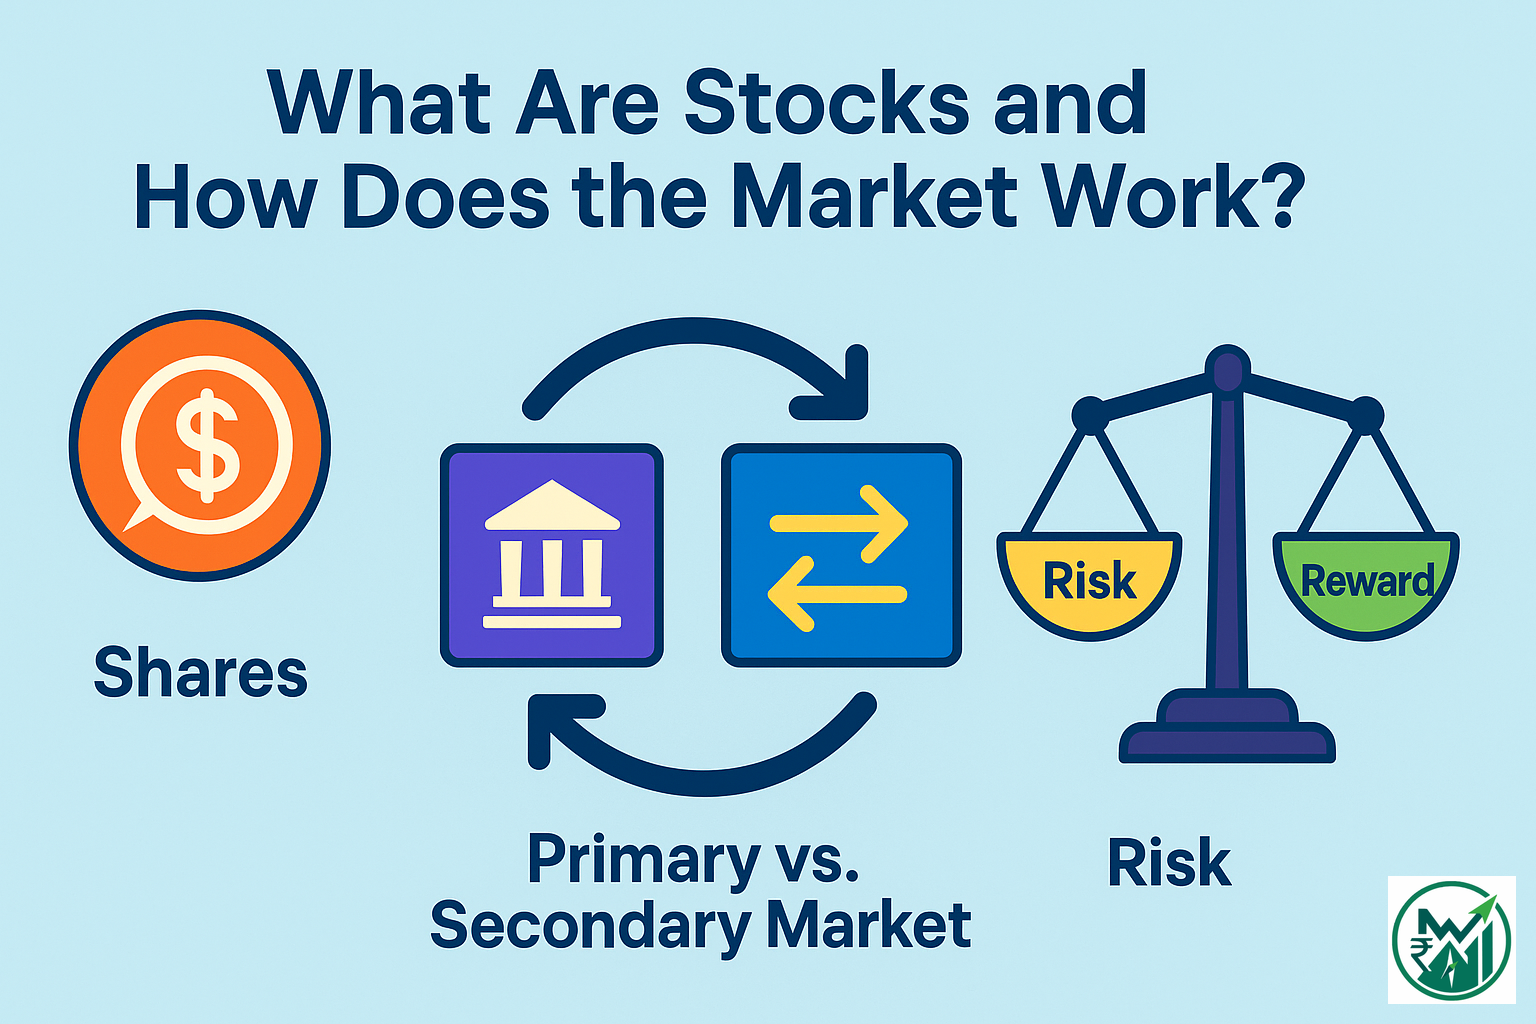 What Are Stocks and
How Does the Market Work?
$
Shares
Primary vs.
Secondary Market
Risk
Reward
Risk
₹